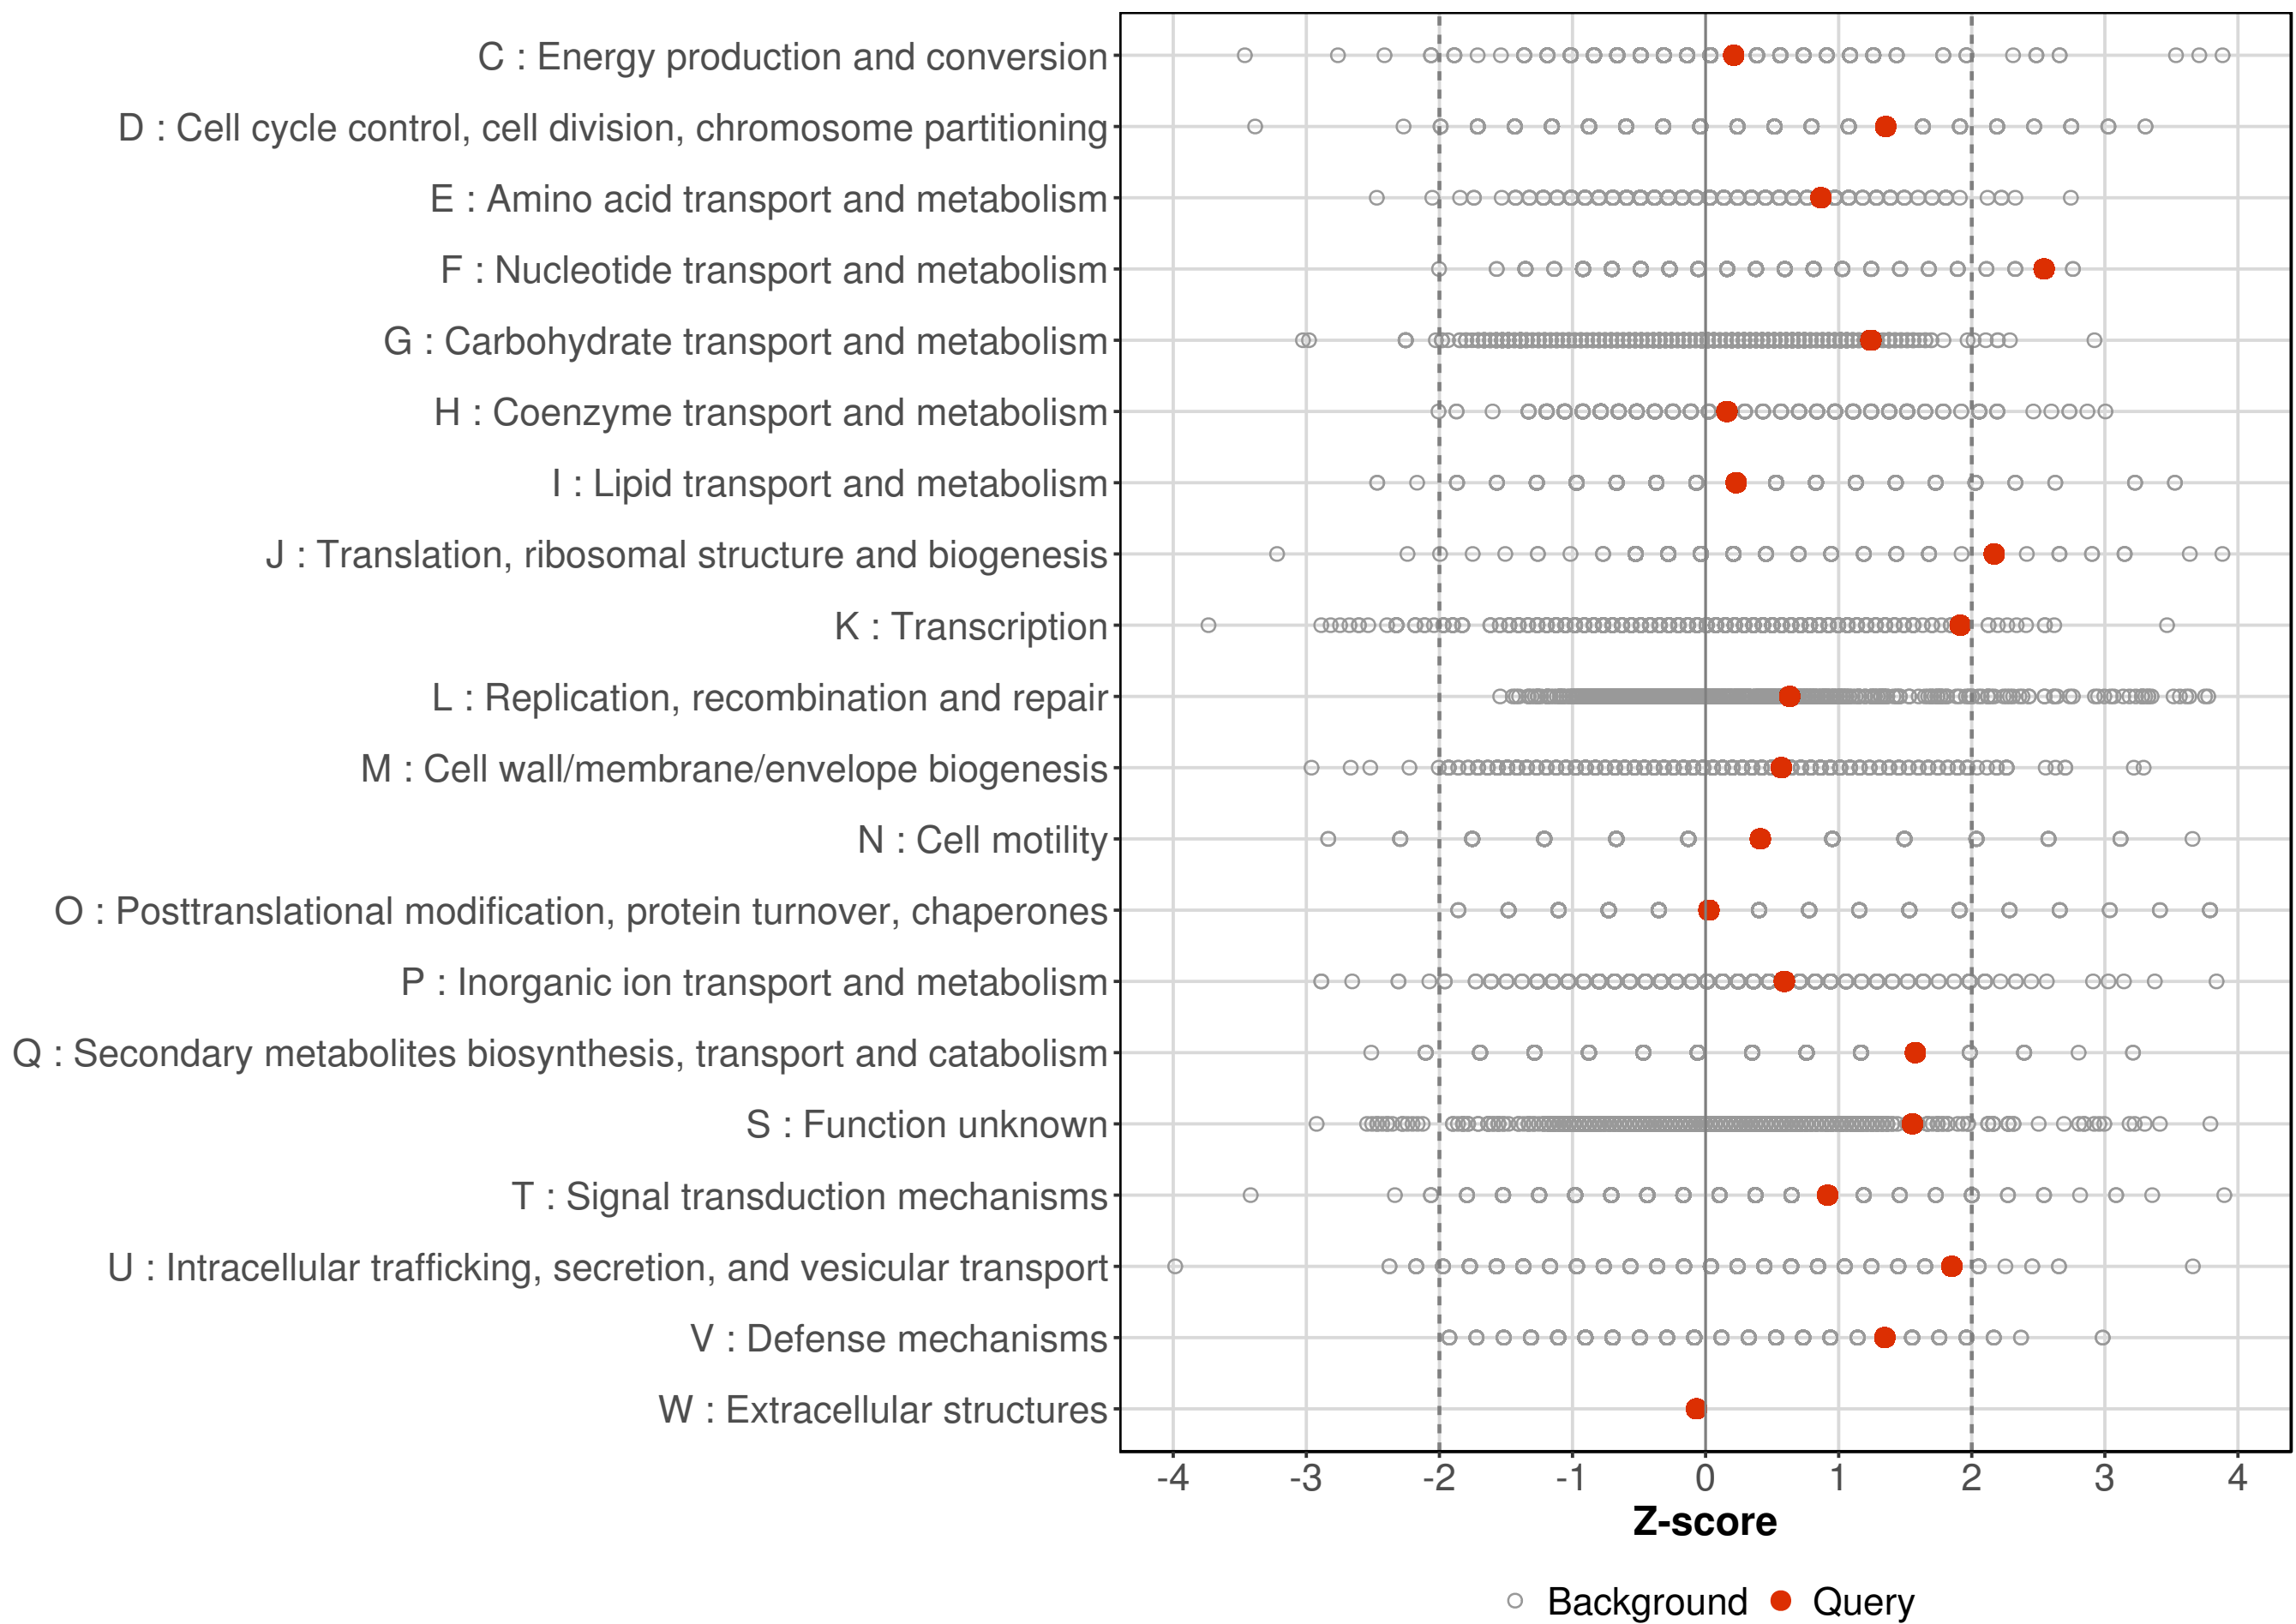 C : Energy production and conversion
D : Cell cycle control, cell division, chromosome partitioning
E : Amino acid transport and metabolism
F : Nucleotide transport and metabolism
G : Carbohydrate transport and metabolism
H : Coenzyme transport and metabolism
I : Lipid transport and metabolism
J : Translation, ribosomal structure and biogenesis
K : Transcription
L : Replication, recombination and repair
M : Cell wall/membrane/envelope biogenesis
N : Cell motility
O : Posttranslational modification, protein turnover, chaperones
P : Inorganic ion transport and metabolism
Q : Secondary metabolites biosynthesis, transport and catabolism
S : Function unknown
T : Signal transduction mechanisms
U : Intracellular trafficking, secretion, and vesicular transport
V : Defense mechanisms
W : Extracellular structures
-4 -3 -2 -1 0 1 2 3 4
Z-score
Background Query